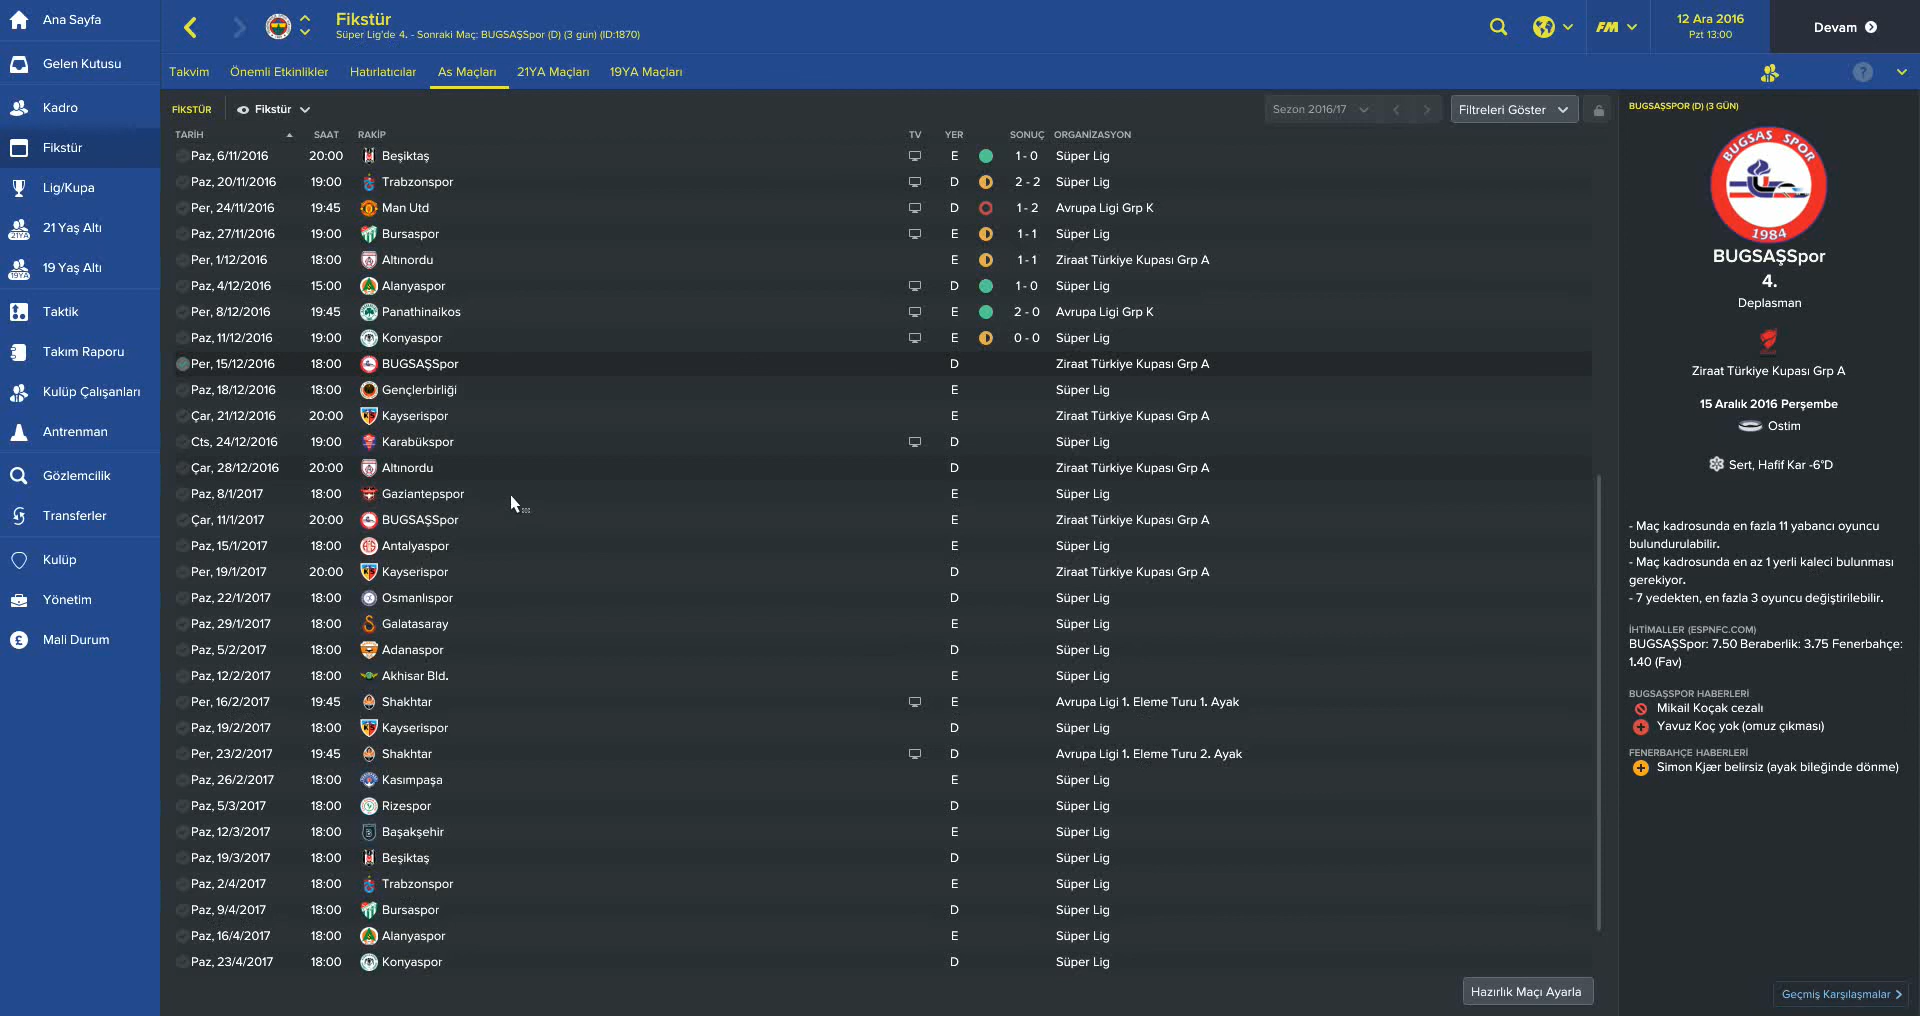 Ana Sayfa
Gelen Kutusu
Kadro
Fikstür
Lig/Kupa
21YA
21 Yaş Altı
19YA
19 Yaş Altı
Taktik
Takım Raporu
Kulüp Çalışanları
Antrenman
Gözlemcilik
Transferler
Kulüp
Yönetim
Mali Durum
Fikstür
Süper Lig'de 4. - Sonraki Maç: BUGSAŞSpor (D) (3 gün) (ID:1870)
FM
12 Ara 2016
Pzt 13:00
Devam
Takvim Önemli Etkinlikler Hatırlatıcılar As Maçları 21YA Maçları 19YA Maçları
FİKSTÜR Fikstür Sezon 2016/17 Filtreleri Göster
TARİH SAAT RAKİP TV YER SONUÇ ORGANİZASYON
Paz, 6/11/2016 20:00 Beşiktaş E 1 - 0 Süper Lig
Paz, 20/11/2016 19:00 Trabzonspor D 2 - 2 Süper Lig
Per, 24/11/2016 19:45 Man Utd D 1 - 2 Avrupa Ligi Grp K
Paz, 27/11/2016 19:00 Bursaspor E 1 - 1 Süper Lig
Per, 1/12/2016 18:00 Altınordu E 1 - 1 Ziraat Türkiye Kupası Grp A
Paz, 4/12/2016 15:00 Alanyaspor D 1 - 0 Süper Lig
Per, 8/12/2016 19:45 Panathinaikos E 2 - 0 Avrupa Ligi Grp K
Paz, 11/12/2016 19:00 Konyaspor E 0 - 0 Süper Lig
Per, 15/12/2016 18:00 BUGSAŞSpor D Ziraat Türkiye Kupası Grp A
Paz, 18/12/2016 18:00 Gençlerbirliği E Süper Lig
Çar, 21/12/2016 20:00 Kayserispor E Ziraat Türkiye Kupası Grp A
Cts, 24/12/2016 19:00 Karabükspor D Süper Lig
Çar, 28/12/2016 20:00 Altınordu D Ziraat Türkiye Kupası Grp A
Paz, 8/1/2017 18:00 Gaziantepspor E Süper Lig
Çar, 11/1/2017 20:00 BUGSAŞSpor E Ziraat Türkiye Kupası Grp A
Paz, 15/1/2017 18:00 Antalyaspor E Süper Lig
Per, 19/1/2017 20:00 Kayserispor D Ziraat Türkiye Kupası Grp A
Paz, 22/1/2017 18:00 Osmanlıspor D Süper Lig
Paz, 29/1/2017 18:00 Galatasaray E Süper Lig
Paz, 5/2/2017 18:00 Adanaspor D Süper Lig
Paz, 12/2/2017 18:00 Akhisar Bld. E Süper Lig
Per, 16/2/2017 19:45 Shakhtar E Avrupa Ligi 1. Eleme Turu 1. Ayak
Paz, 19/2/2017 18:00 Kayserispor D Süper Lig
Per, 23/2/2017 19:45 Shakhtar D Avrupa Ligi 1. Eleme Turu 2. Ayak
Paz, 26/2/2017 18:00 Kasımpaşa E Süper Lig
Paz, 5/3/2017 18:00 Rizespor D Süper Lig
Paz, 12/3/2017 18:00 Başakşehir E Süper Lig
Paz, 19/3/2017 18:00 Beşiktaş D Süper Lig
Paz, 2/4/2017 18:00 Trabzonspor E Süper Lig
Paz, 9/4/2017 18:00 Bursaspor D Süper Lig
Paz, 16/4/2017 18:00 Alanyaspor E Süper Lig
Paz, 23/4/2017 18:00 Konyaspor D Süper Lig
Hazırlık Maçı Ayarla
BUGSAŞSPOR (D) (3 GÜN)
BUGSAS SPOR
1984
BUGSAŞSpor
4.
Deplasman
Ziraat Türkiye Kupası Grp A
15 Aralık 2016 Perşembe
Ostim
Sert, Hafif Kar -6°D
- Maç kadrosunda en fazla 11 yabancı oyuncu
bulundurulabilir.
- Maç kadrosunda en az 1 yerli kaleci bulunması
gerekiyor.
- 7 yedekten, en fazla 3 oyuncu değiştirilebilir.
İHTİMALLER (ESPNFC.COM)
BUGSAŞSpor: 7.50 Beraberlik: 3.75 Fenerbahçe:
1.40 (Fav)
BUGSAŞSPOR HABERLERİ
Mikail Koçak cezalı
Yavuz Koç yok (omuz çıkması)
FENERBAHÇE HABERLERİ
Simon Kjær belirsiz (ayak bileğinde dönme)
Geçmiş Karşılaşmalar